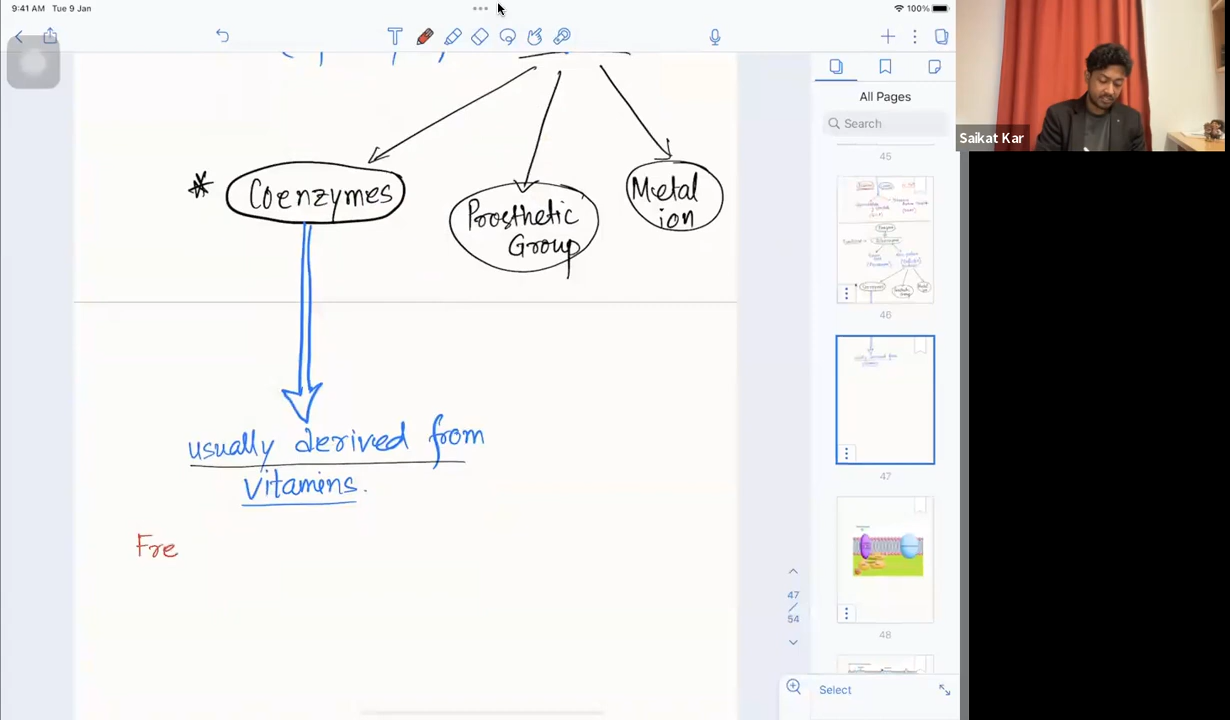 9:41 AM Tue 9 Jan
100%
All Pages
Search
Saikat Kar
45
Coenzymes
Prosthetic
Group
Metal
ion
46
usually derived from
vitamins.
Fre
47
47
/
54
48
Select